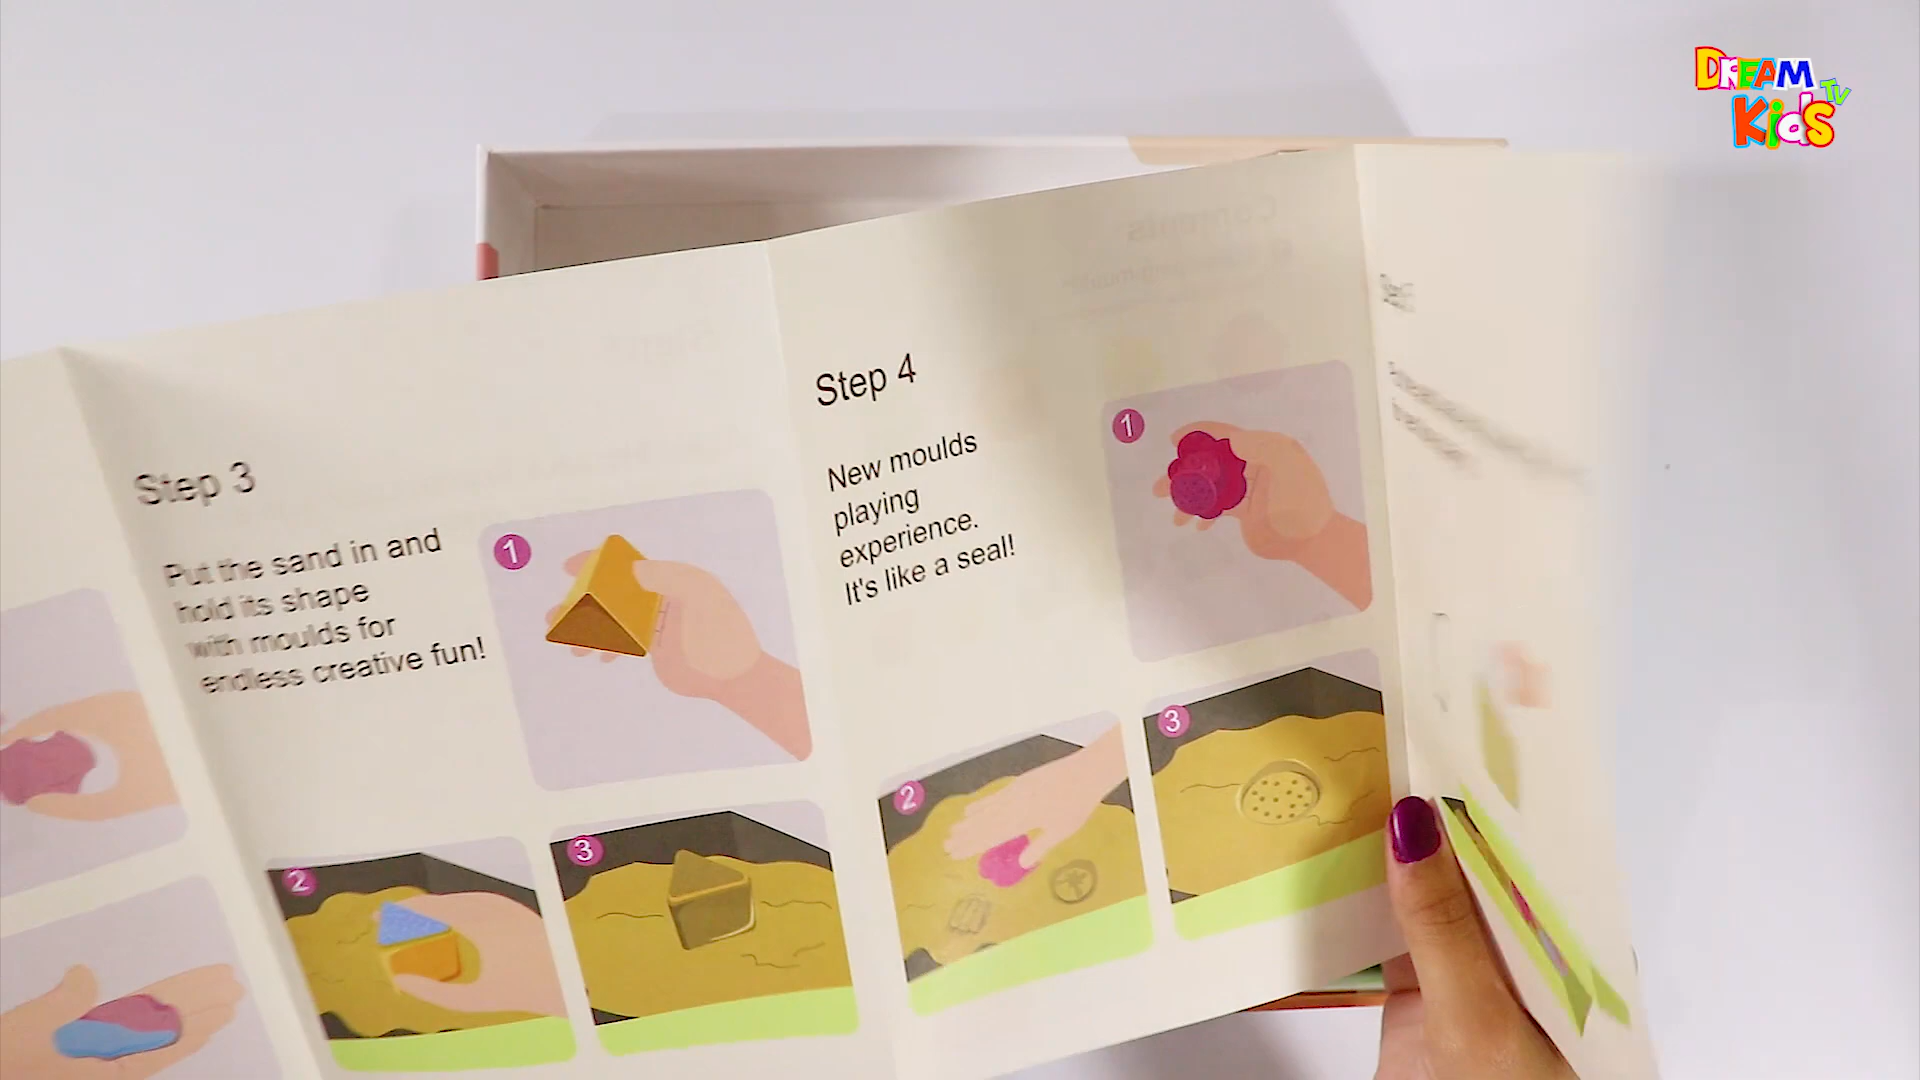 DREAM
Kids TV
Step 3
Put the sand in and
hold its shape
with moulds for
endless creative fun!
1
2
3
Step 4
New moulds
playing
experience.
It's like a seal!
1
2
3